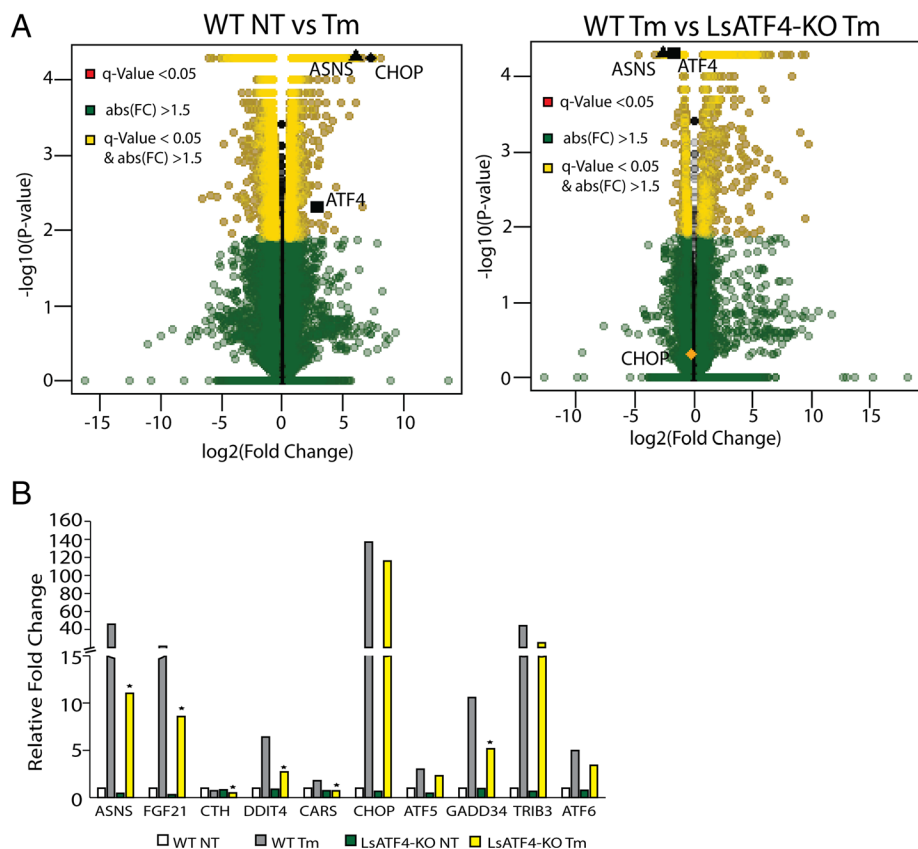 A
WT NT vs Tm
WT Tm vs LsATF4-KO Tm
-log10(P-value)
4
3
2
1
0
q-Value <0.05
abs(FC) >1.5
q-Value < 0.05
& abs(FC) >1.5
ASNS
CHOP
ATF4
-15
-10
-5
0
5
10
log2(Fold Change)
-log10(P-value)
4
3
2
1
0
q-Value <0.05
abs(FC) >1.5
q-Value < 0.05
& abs(FC) >1.5
ASNS
ATF4
CHOP
-10
-5
0
5
10
15
log2(Fold Change)
B
Relative Fold Change
160
140
120
100
80
60
40
15
10
5
0
* * * * * *
ASNS FGF21 CTH DDIT4 CARS CHOP ATF5 GADD34 TRIB3 ATF6
WT NT WT Tm LsATF4-KO NT LsATF4-KO Tm